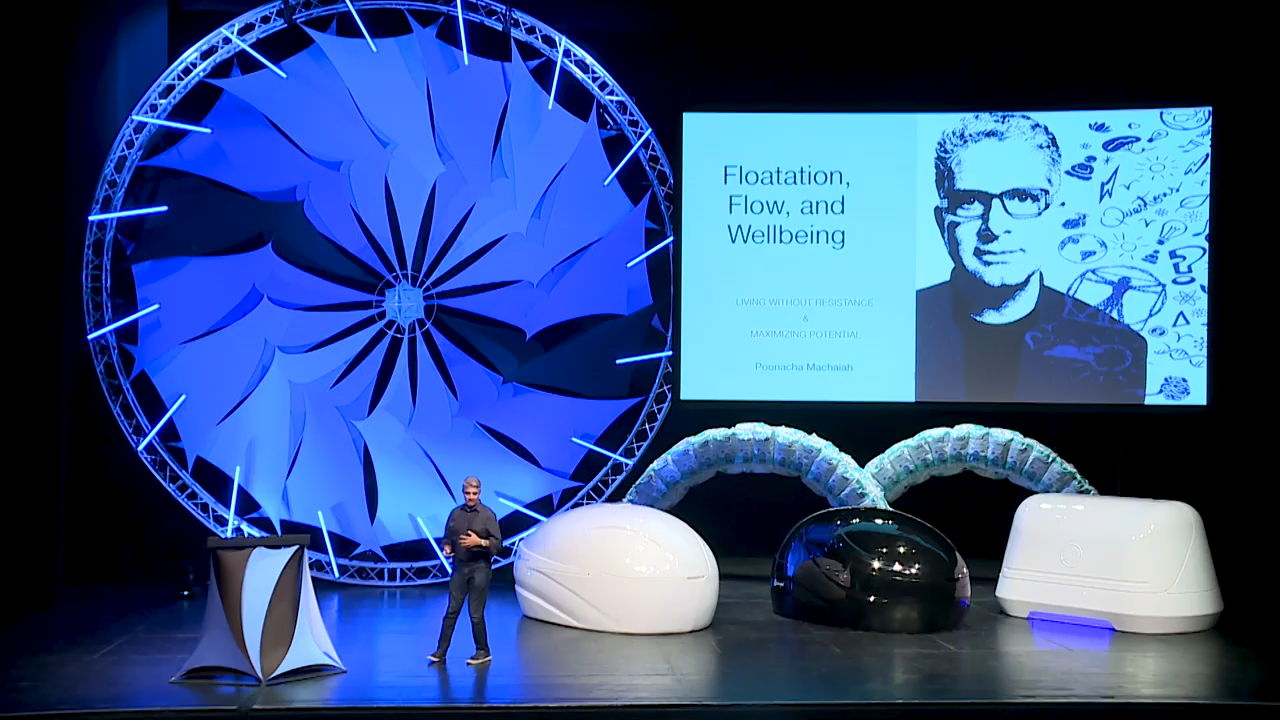 Floatation,
Flow, and
Wellbeing
LIVING WITHOUT RESISTANCE
&
MAXIMIZING POTENTIAL
Poonacha Machaiah